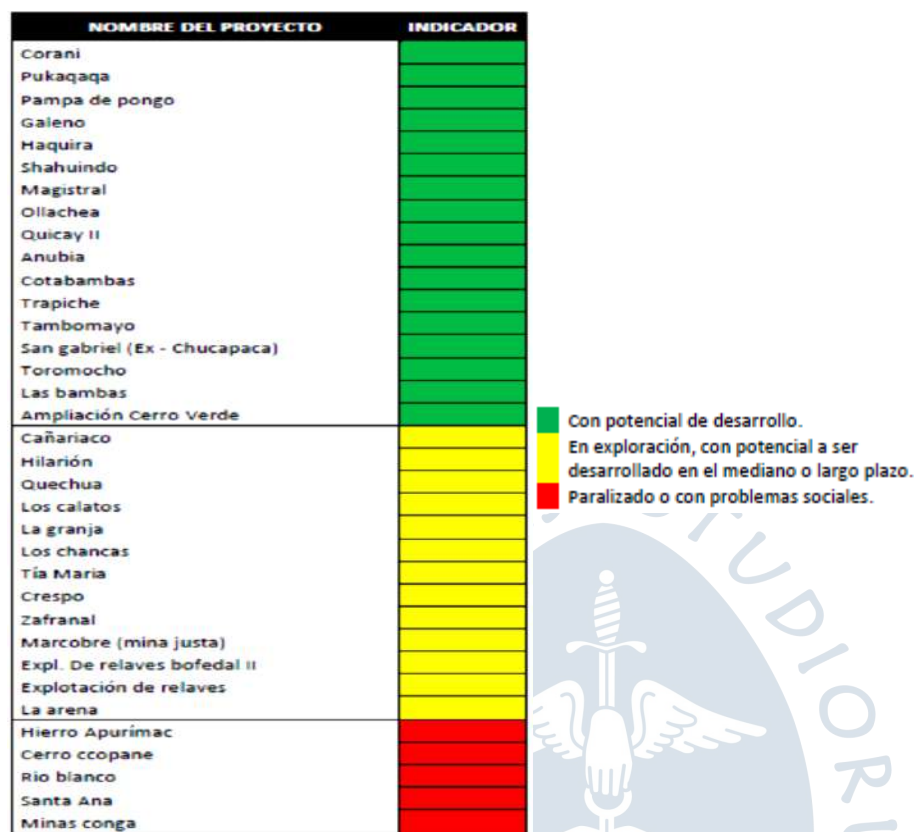 NOMBRE DEL PROYECTO INDICADOR
Corani
Pukaqaqa
Pampa de pongo
Galeno
Haquira
Shahuindo
Magistral
Ollachea
Quicay II
Anubia
Cotabambas
Trapiche
Tambomayo
San gabriel (Ex - Chucapaca)
Toromocho
Las bambas
Ampliación Cerro Verde
Cañariaco
Hilarión
Quechua
Los calatos
La granja
Los chancas
Tía Maria
Crespo
Zafranal
Marcobre (mina justa)
Expl. De relaves bofedal II
Explotación de relaves
La arena
Hierro Apurímac
Cerro ccopane
Rio blanco
Santa Ana
Minas conga
Con potencial de desarrollo.
En exploración, con potencial a ser
desarrollado en el mediano o largo plazo.
Paralizado o con problemas sociales.